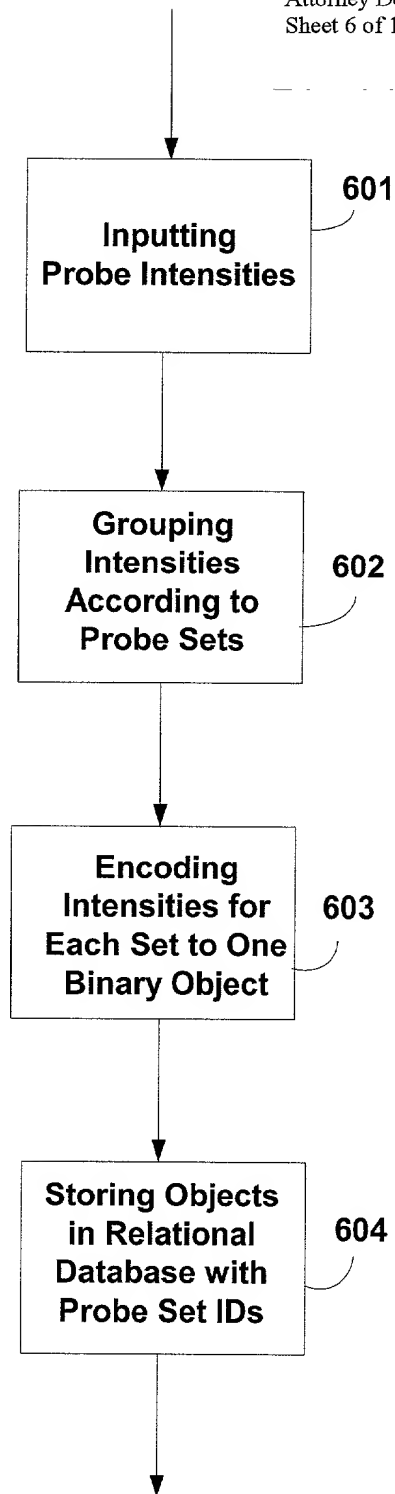 Sheet 6 of 1
601
Inputting
Probe Intensities
Grouping
Intensities
According to
Probe Sets
602
Encoding
Intensities for
Each Set to One
Binary Object
603
Storing Objects
in Relational
Database with
Probe Set IDs
604